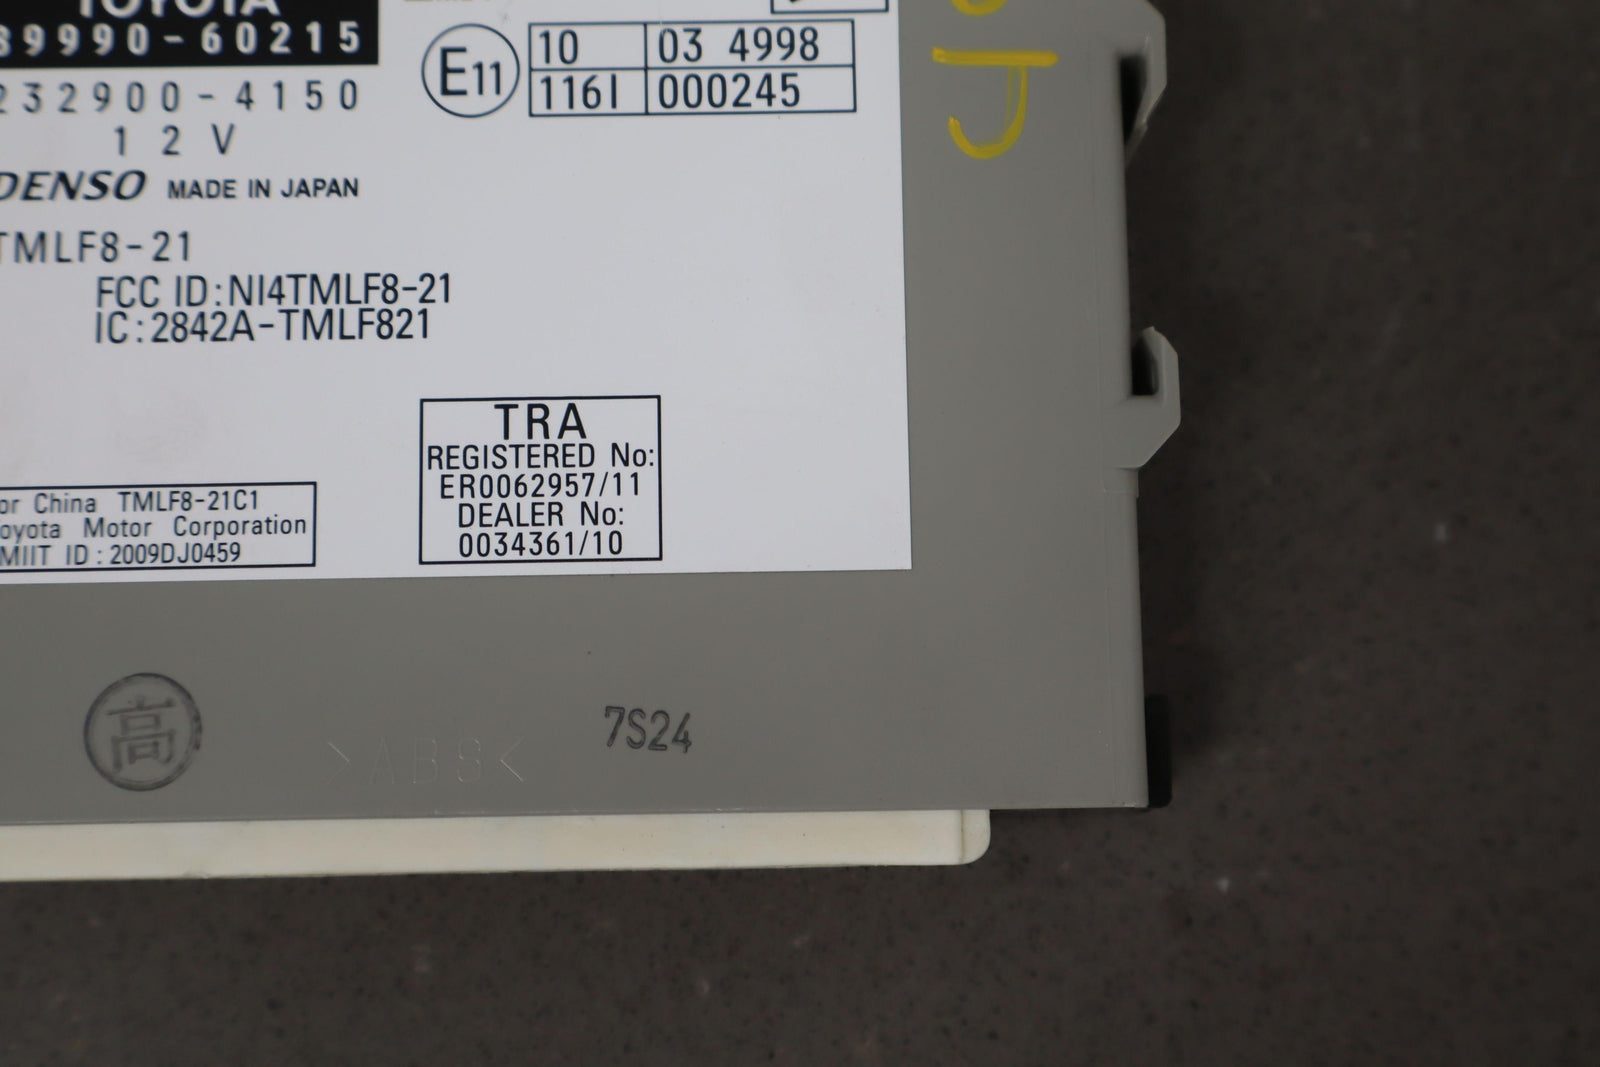 TOYOTA
89990-60215
232900-4150
12V
DENSO MADE IN JAPAN
E11
10 03 4998
116I 000245
J
TMLF8-21
FCC ID:NI4TMLF8-21
IC:2842A-TMLF821
TRA
REGISTERED No:
ER0062957/11
DEALER No:
0034361/10
or China TMLF8-21C1
oyota Motor Corporation
MIIT ID:2009DJ0459
高
>ABS<
7S24